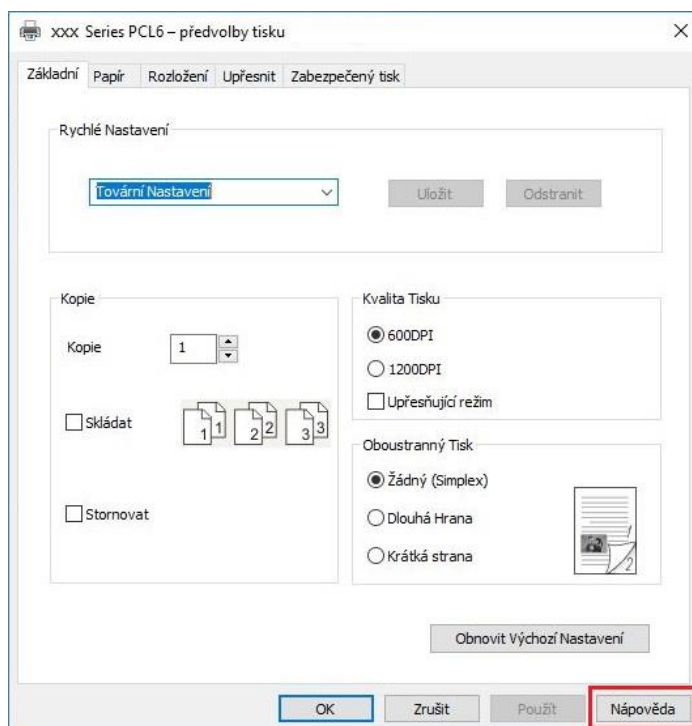 xxx Series PCL6 – předvolby tisku
Základní Papír Rozložení Upřesnit Zabezpečený tisk
Rychlé Nastavení
Tovární Nastavení Uložit Odstranit
Kopie
Kopie 1
Skládat 1 1 2 2 3 3
Stornovat
Kvalita Tisku
600DPI
1200DPI
Upřesňující režim
Oboustranný Tisk
Žádný (Simplex)
Dlouhá Hrana
Krátká strana
2
Obnovit Výchozí Nastavení
OK Zrušit Použít Nápověda